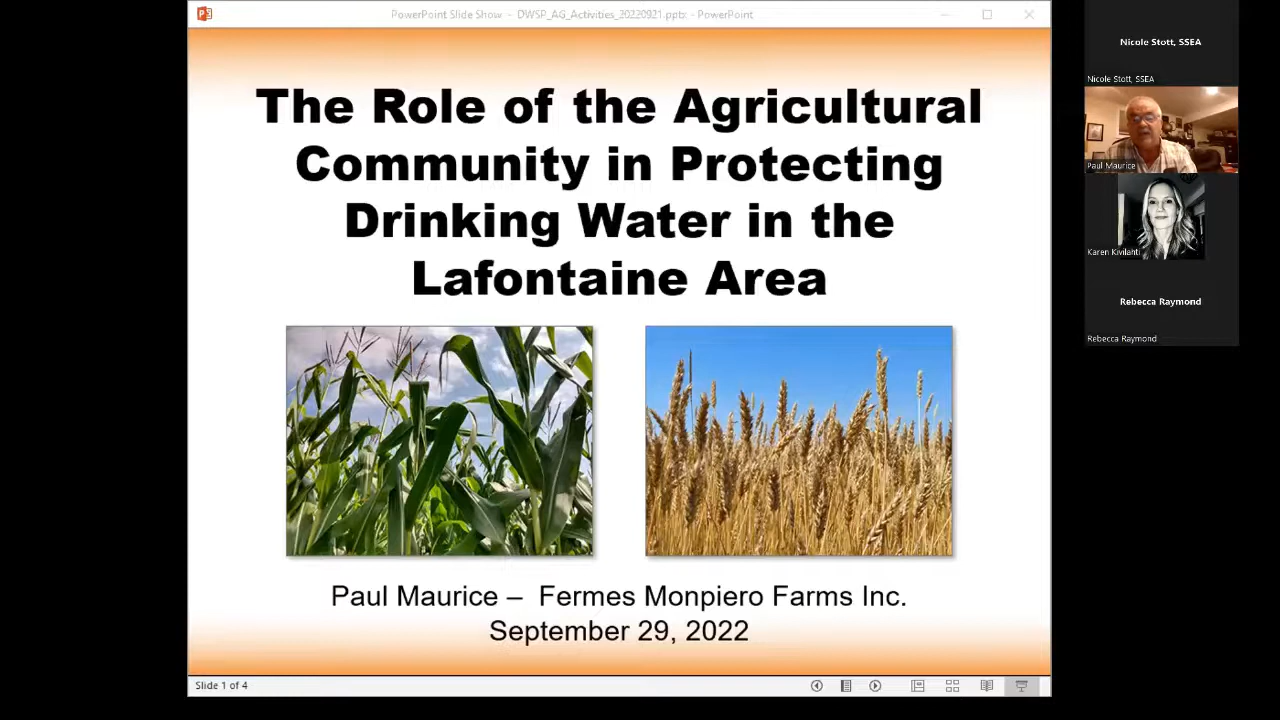 PowerPoint Slide Show - DWSP_AG_Activities_20220921.pptx - PowerPoint
The Role of the Agricultural
Community in Protecting
Drinking Water in the
Lafontaine Area
Paul Maurice – Fermes Monpiero Farms Inc.
September 29, 2022
Slide 1 of 4
Nicole Stott, SSEA
Nicole Stott, SSEA
Paul Maurice
Karen Kivilahti
Rebecca Raymond
Rebecca Raymond